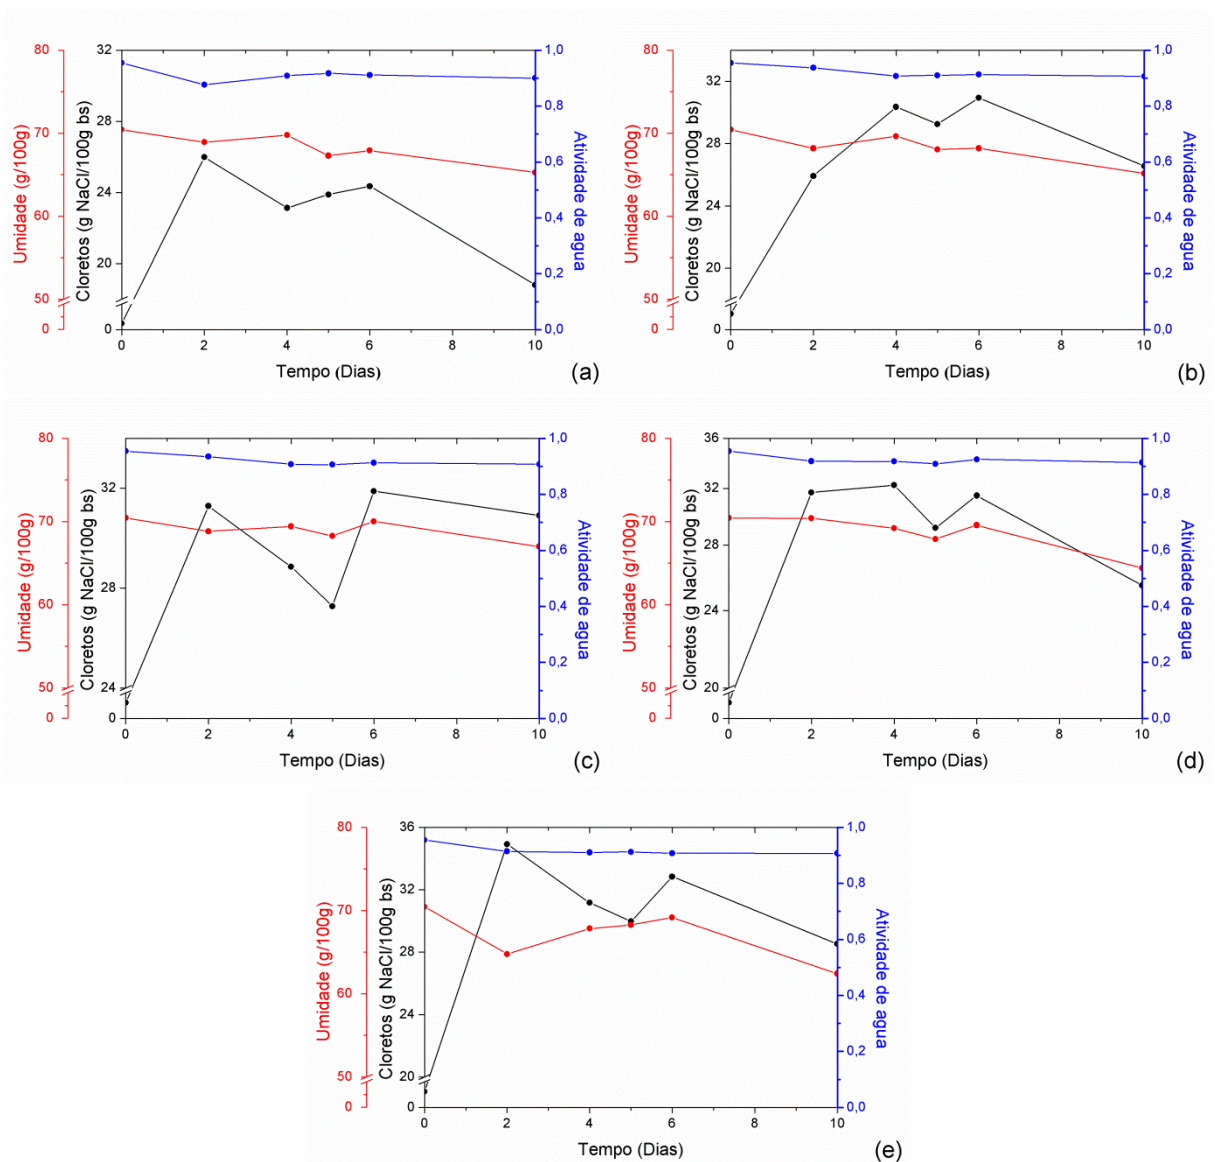 80
70
60
50
0
Umidade (g/100g)
32
28
24
20
0
Cloretos (g NaCl/100g bs)
1,0
0,8
0,6
0,4
0,2
0,0
Atividade de agua
0 2 4 6 10
Tempo (Dias)
(a)
80
70
60
50
0
Umidade (g/100g)
32
28
24
20
0
Cloretos (g NaCl/100g bs)
1,0
0,8
0,6
0,4
0,2
0,0
Atividade de agua
0 2 4 6 10
Tempo (Dias)
(b)
80
70
60
50
0
Umidade (g/100g)
32
28
24
0
Cloretos (g NaCl/100g bs)
1,0
0,8
0,6
0,4
0,2
0,0
Atividade de agua
0 2 4 6 10
Tempo (Dias)
(c)
80
70
60
50
0
Umidade (g/100g)
36
32
28
24
20
0
Cloretos (g NaCl/100g bs)
1,0
0,8
0,6
0,4
0,2
0,0
Atividade de agua
0 2 4 6 10
Tempo (Dias)
(d)
80
70
60
50
0
Umidade (g/100g)
36
32
28
24
20
0
Cloretos (g NaCl/100g bs)
1,0
0,8
0,6
0,4
0,2
0,0
Atividade de agua
0 2 4 6 10
Tempo (Dias)
(e)